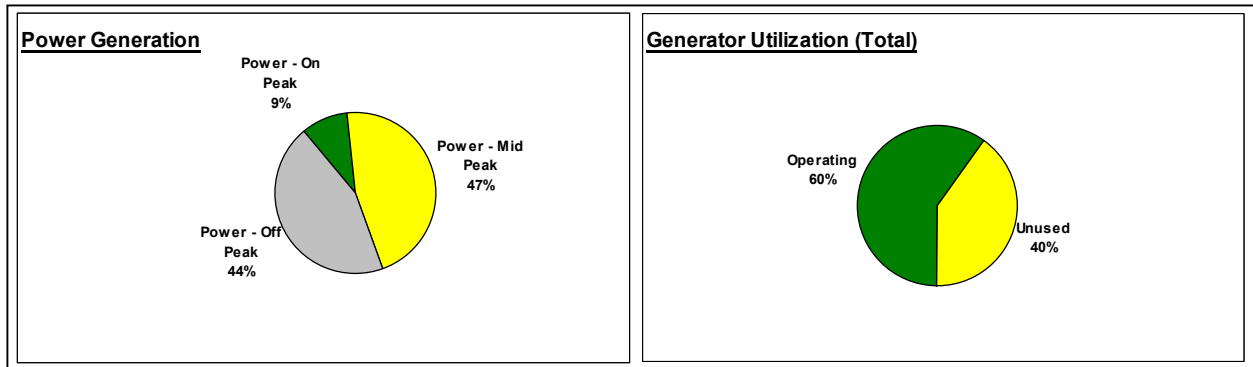 Power Generation
Power - On
Peak
9%
Power - Mid
Peak
47%
Power - Off
Peak
44%
Generator Utilization (Total)
Operating
60%
Unused
40%